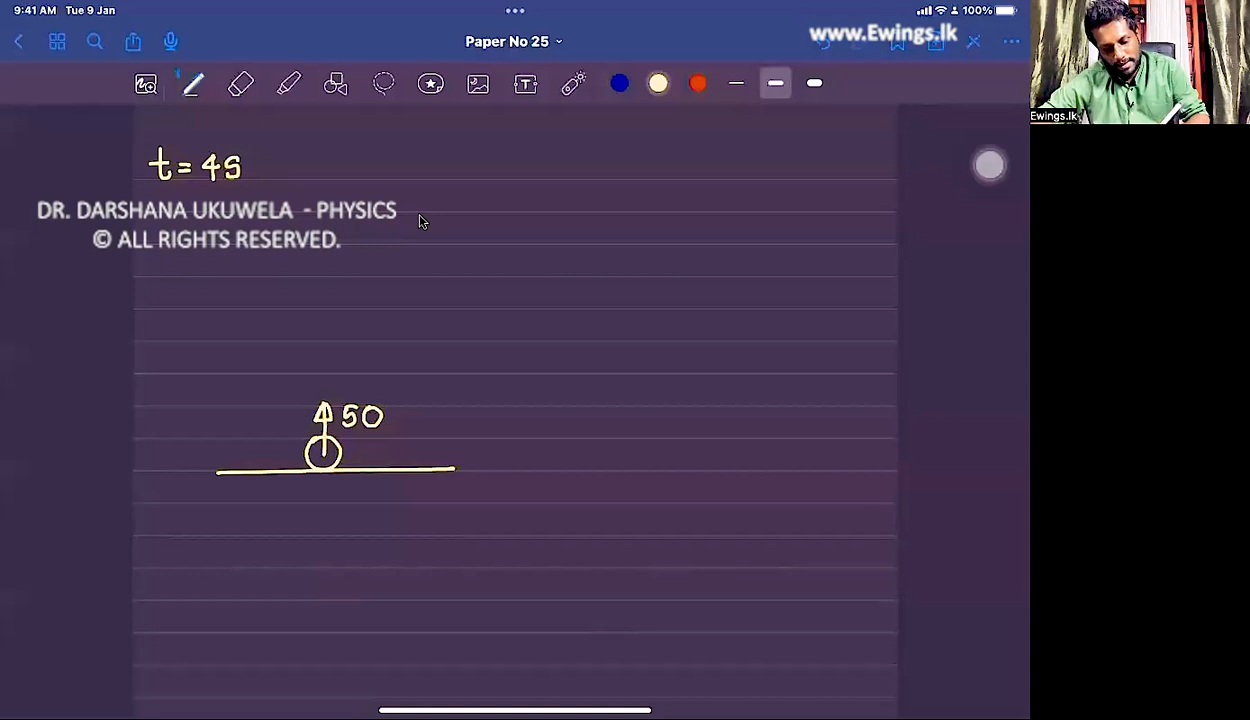 9:41 AM Tue 9 Jan
100%
Paper No 25
www.Ewings.lk
T
Ewings.lk
t = 4s
DR. DARSHANA UKUWELA - PHYSICS
© ALL RIGHTS RESERVED.
50